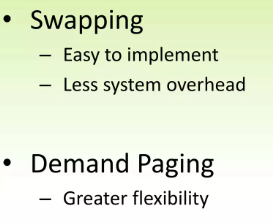 • Swapping
– Easy to implement
– Less system overhead
• Demand Paging
– Greater flexibility